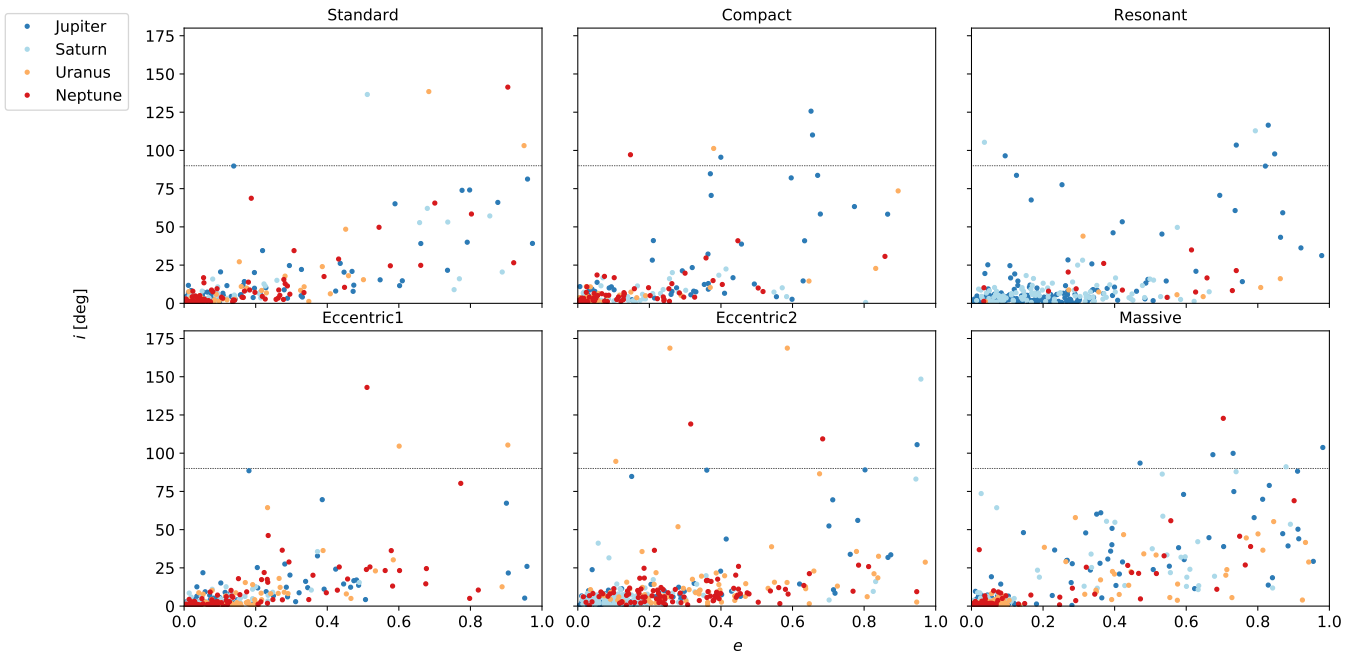 Jupiter
Saturn
Uranus
Neptune
Standard
Compact
Resonant
175
150
125
100
75
50
25
0
Eccentric1
Eccentric2
Massive
175
150
125
100
75
50
25
0
i [deg]
0.0 0.2 0.4 0.6 0.8 1.0
0.0 0.2 0.4 0.6 0.8 1.0
0.0 0.2 0.4 0.6 0.8 1.0
e